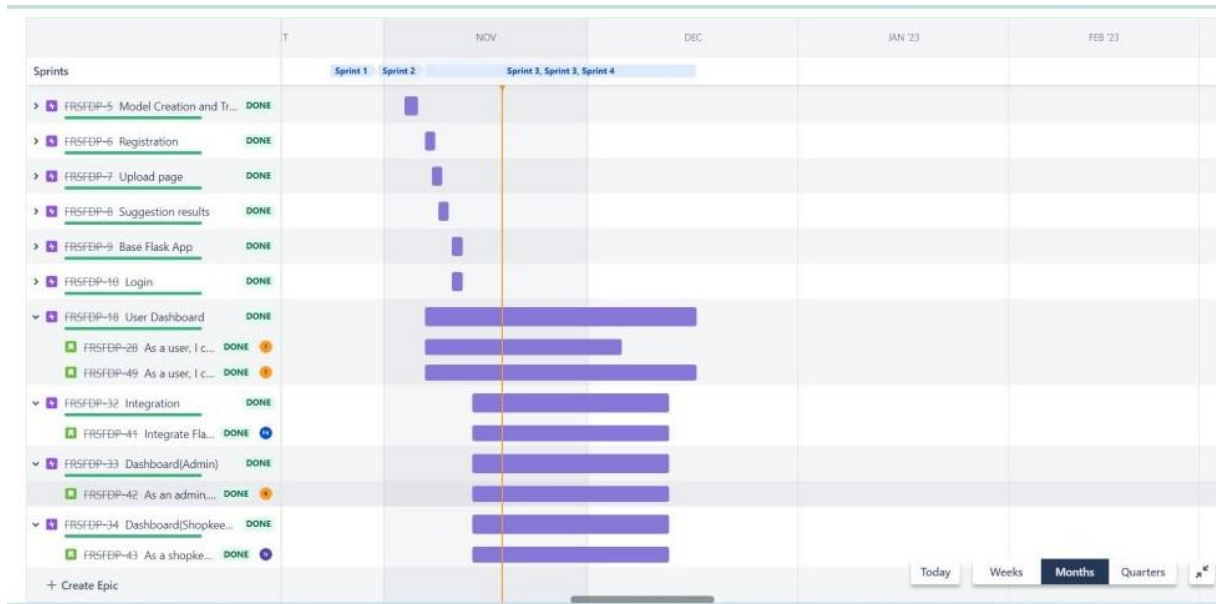 T NOV DEC JAN '23 FEB '23
Sprints Sprint 1 Sprint 2 Sprint 3, Sprint 3, Sprint 4
FRSFDP-5 Model Creation and Tr... DONE
FRSFDP-6 Registration DONE
FRSFDP-7 Upload page DONE
FRSFDP-8 Suggestion results DONE
FRSFDP-9 Base Flask App DONE
FRSFDP-10 Login DONE
FRSFDP-18 User Dashboard DONE
FRSFDP-28 As a user, I c... DONE
FRSFDP-49 As a user, I c... DONE
FRSFDP-32 Integration DONE
FRSFDP-41 Integrate Fla... DONE
FRSFDP-33 Dashboard(Admin) DONE
FRSFDP-42 As an admin,... DONE
FRSFDP-34 Dashboard(Shopkee... DONE
FRSFDP-43 As a shopke... DONE
+ Create Epic
Today Weeks Months Quarters